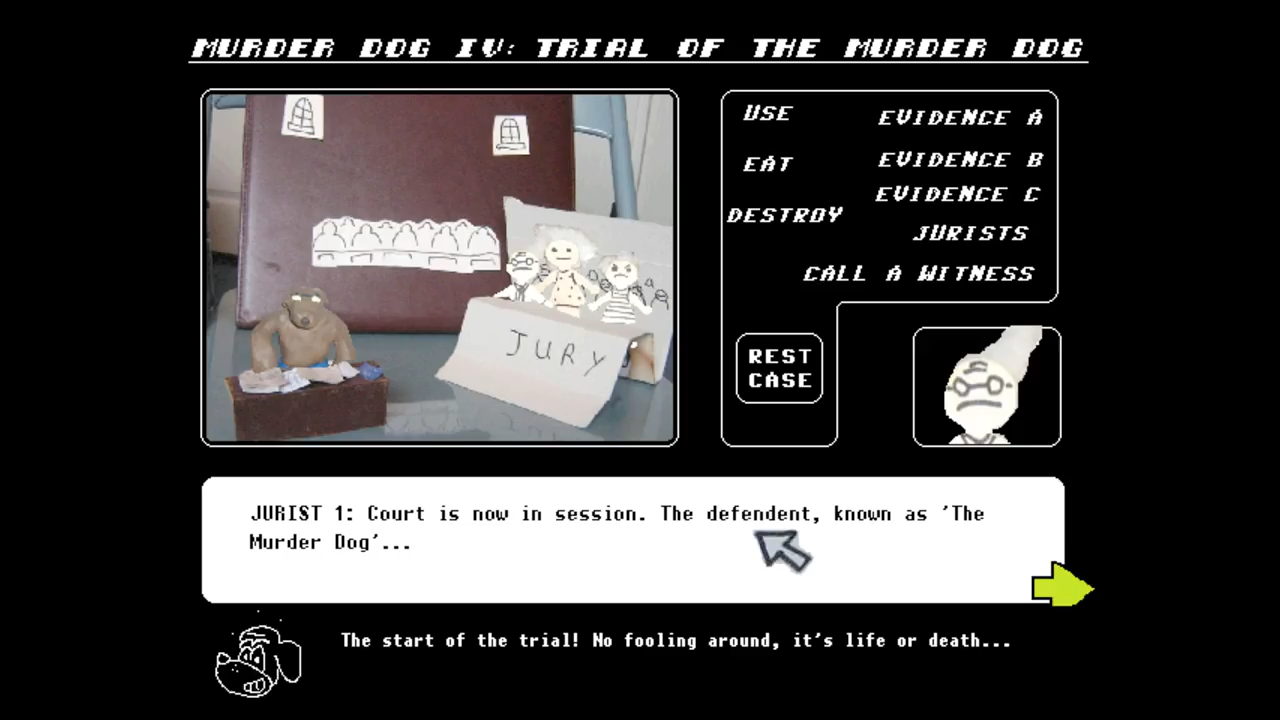 MURDER DOG IV: TRIAL OF THE MURDER DOG
USE
EAT
DESTROY
EVIDENCE A
EVIDENCE B
EVIDENCE C
JURISTS
CALL A WITNESS
JURY
REST
CASE
JURIST 1: Court is now in session. The defendent, known as 'The
Murder Dog'...
The start of the trial! No fooling around, it's life or death...